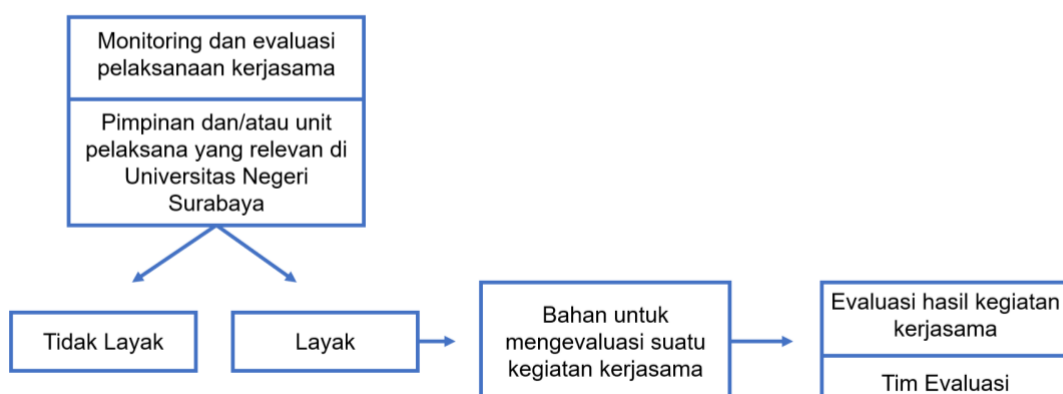 Monitoring dan evaluasi
pelaksanaan kerjasama
Pimpinan dan/atau unit
pelaksana yang relevan di
Universitas Negeri
Surabaya
Tidak Layak
Layak
Bahan untuk
mengevaluasi suatu
kegiatan kerjasama
Evaluasi hasil kegiatan
kerjasama
Tim Evaluasi